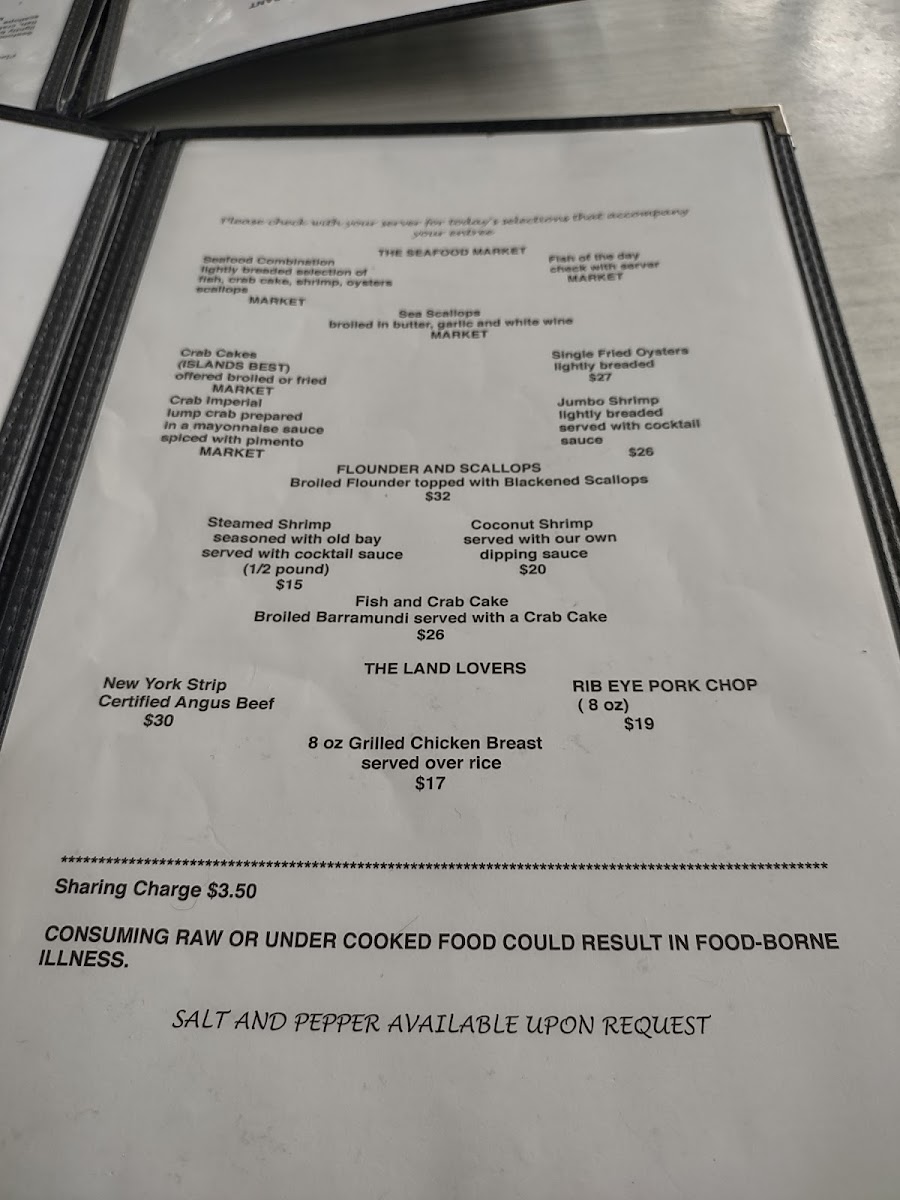 Please check with your server for today's selections that accompany
your entree
THE SEAFOOD MARKET
Seafood Combination
lightly breaded selection of
fish, crab cake, shrimp, oysters
scallops
MARKET
Fish of the day
check with server
MARKET
Sea Scallops
broiled in butter, garlic and white wine
MARKET
Crab Cakes
(ISLANDS BEST)
offered broiled or fried
MARKET
Single Fried Oysters
lightly breaded
$27
Crab Imperial
lump crab prepared
in a mayonnaise sauce
spiced with pimento
MARKET
Jumbo Shrimp
lightly breaded
served with cocktail
sauce
$26
FLOUNDER AND SCALLOPS
Broiled Flounder topped with Blackened Scallops
$32
Steamed Shrimp
seasoned with old bay
served with cocktail sauce
(1/2 pound)
$15
Coconut Shrimp
served with our own
dipping sauce
$20
Fish and Crab Cake
Broiled Barramundi served with a Crab Cake
$26
THE LAND LOVERS
New York Strip
Certified Angus Beef
$30
RIB EYE PORK CHOP
( 8 oz)
$19
8 oz Grilled Chicken Breast
served over rice
$17
Sharing Charge $3.50
CONSUMING RAW OR UNDER COOKED FOOD COULD RESULT IN FOOD-BORNE
ILLNESS.
SALT AND PEPPER AVAILABLE UPON REQUEST